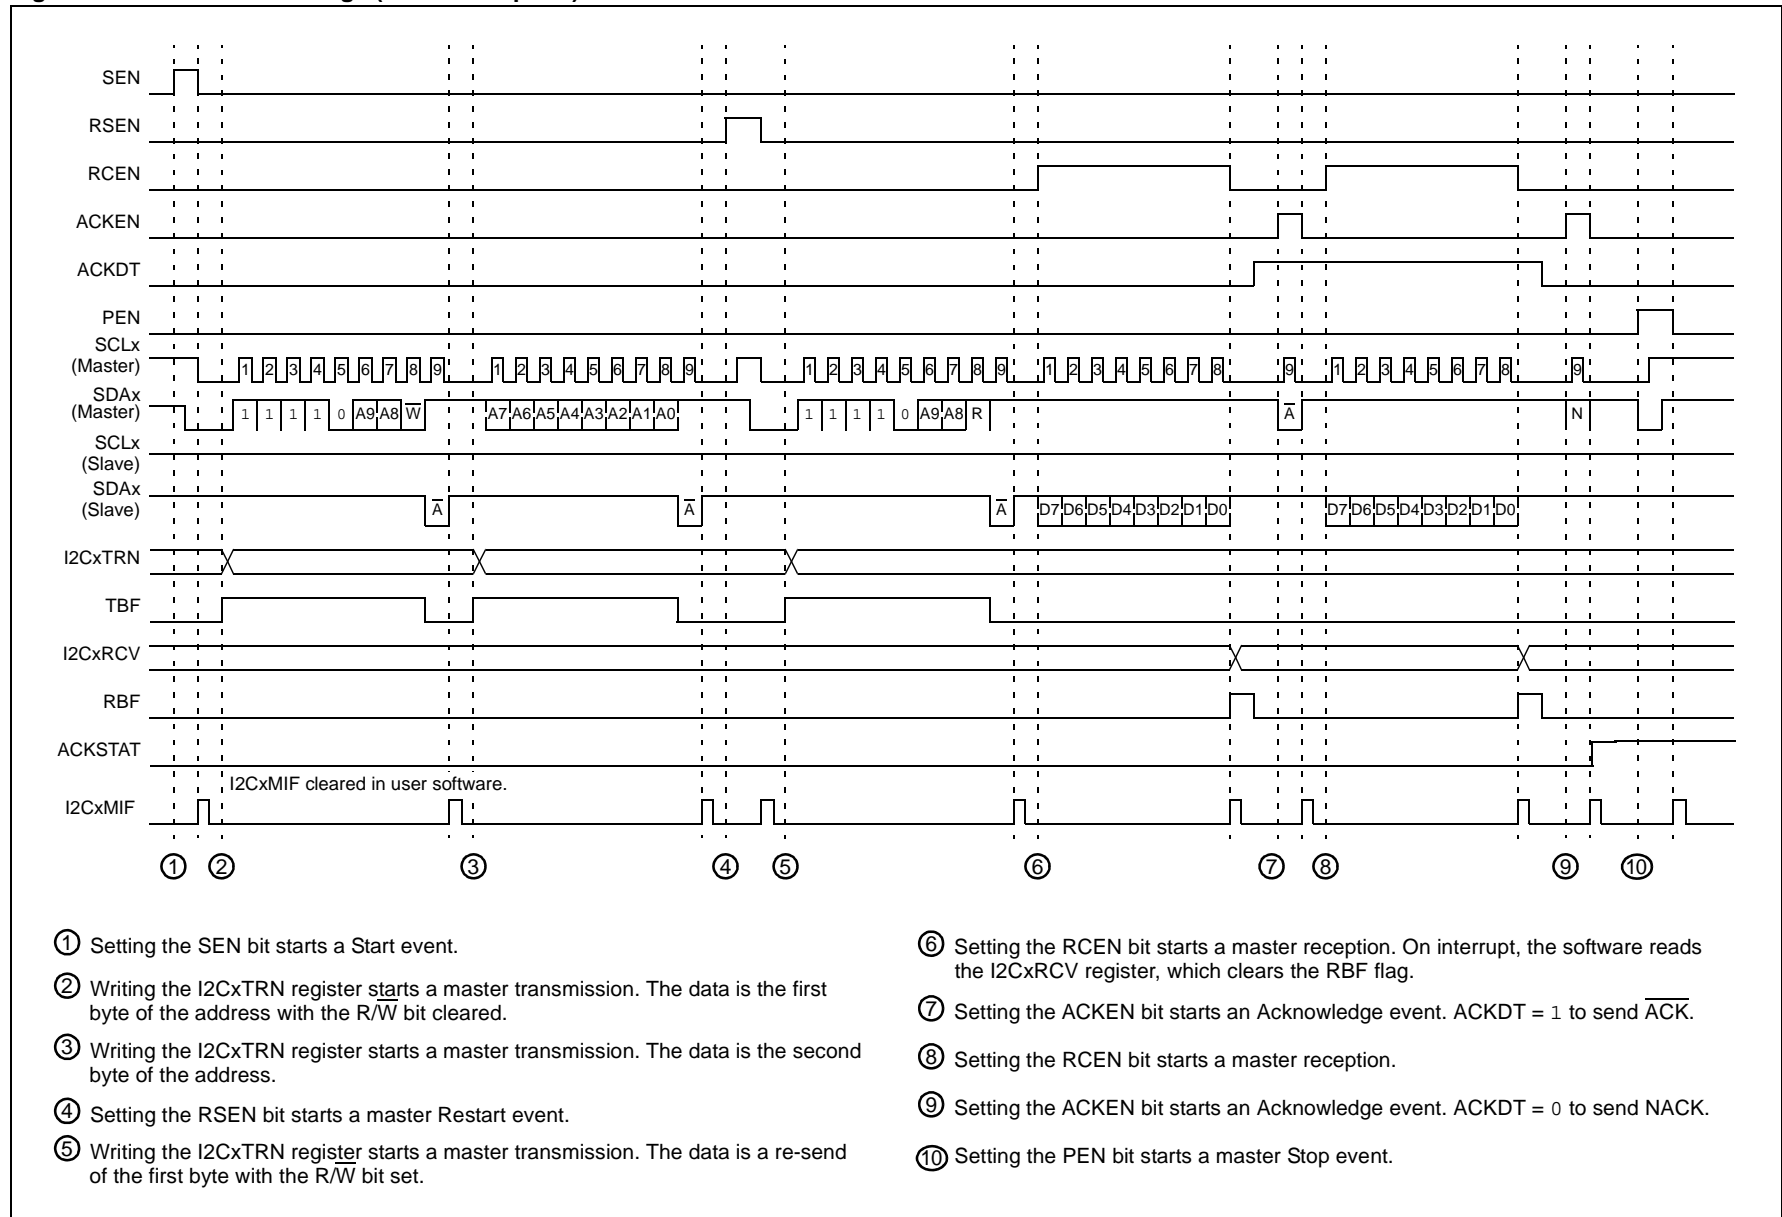 SEN
RSEN
RCEN
ACKEN
ACKDT
PEN
SCLx
(Master)
1 2 3 4 5 6 7 8 9 1 2 3 4 5 6 7 8 9 1 2 3 4 5 6 7 8 9 1 2 3 4 5 6 7 8 9 1 2 3 4 5 6 7 8 9
SDAx
(Master)
1 1 1 1 0 A9 A8 W̅ A7 A6 A5 A4 A3 A2 A1 A0 1 1 1 1 0 A9 A8 R A̅ N
SCLx
(Slave)
SDAx
(Slave)
A̅ A̅ A̅ D7 D6 D5 D4 D3 D2 D1 D0 D7 D6 D5 D4 D3 D2 D1 D0
I2CxTRN
TBF
I2CxRCV
RBF
ACKSTAT
I2CxMIF cleared in user software.
I2CxMIF
① ② ③ ④ ⑤ ⑥ ⑦ ⑧ ⑨ ⑩
① Setting the SEN bit starts a Start event.
② Writing the I2CxTRN register starts a master transmission. The data is the first
byte of the address with the R/W̅ bit cleared.
③ Writing the I2CxTRN register starts a master transmission. The data is the second
byte of the address.
④ Setting the RSEN bit starts a master Restart event.
⑤ Writing the I2CxTRN register starts a master transmission. The data is a re-send
of the first byte with the R/W̅ bit set.
⑥ Setting the RCEN bit starts a master reception. On interrupt, the software reads
the I2CxRCV register, which clears the RBF flag.
⑦ Setting the ACKEN bit starts an Acknowledge event. ACKDT = 1 to send A̅C̅K̅.
⑧ Setting the RCEN bit starts a master reception.
⑨ Setting the ACKEN bit starts an Acknowledge event. ACKDT = 0 to send NACK.
⑩ Setting the PEN bit starts a master Stop event.